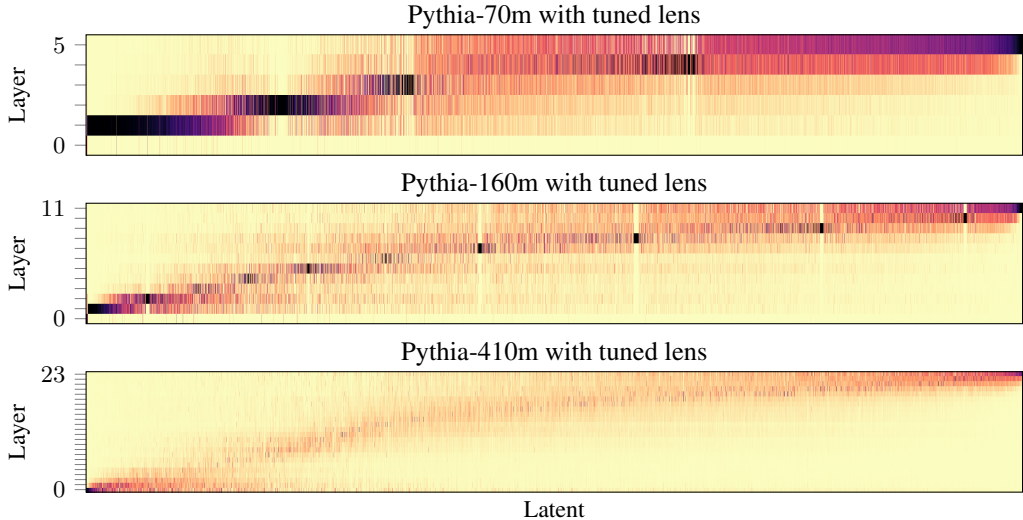 Pythia-70m with tuned lens
5
Layer
0
Pythia-160m with tuned lens
11
Layer
0
Pythia-410m with tuned lens
23
Layer
0
Latent